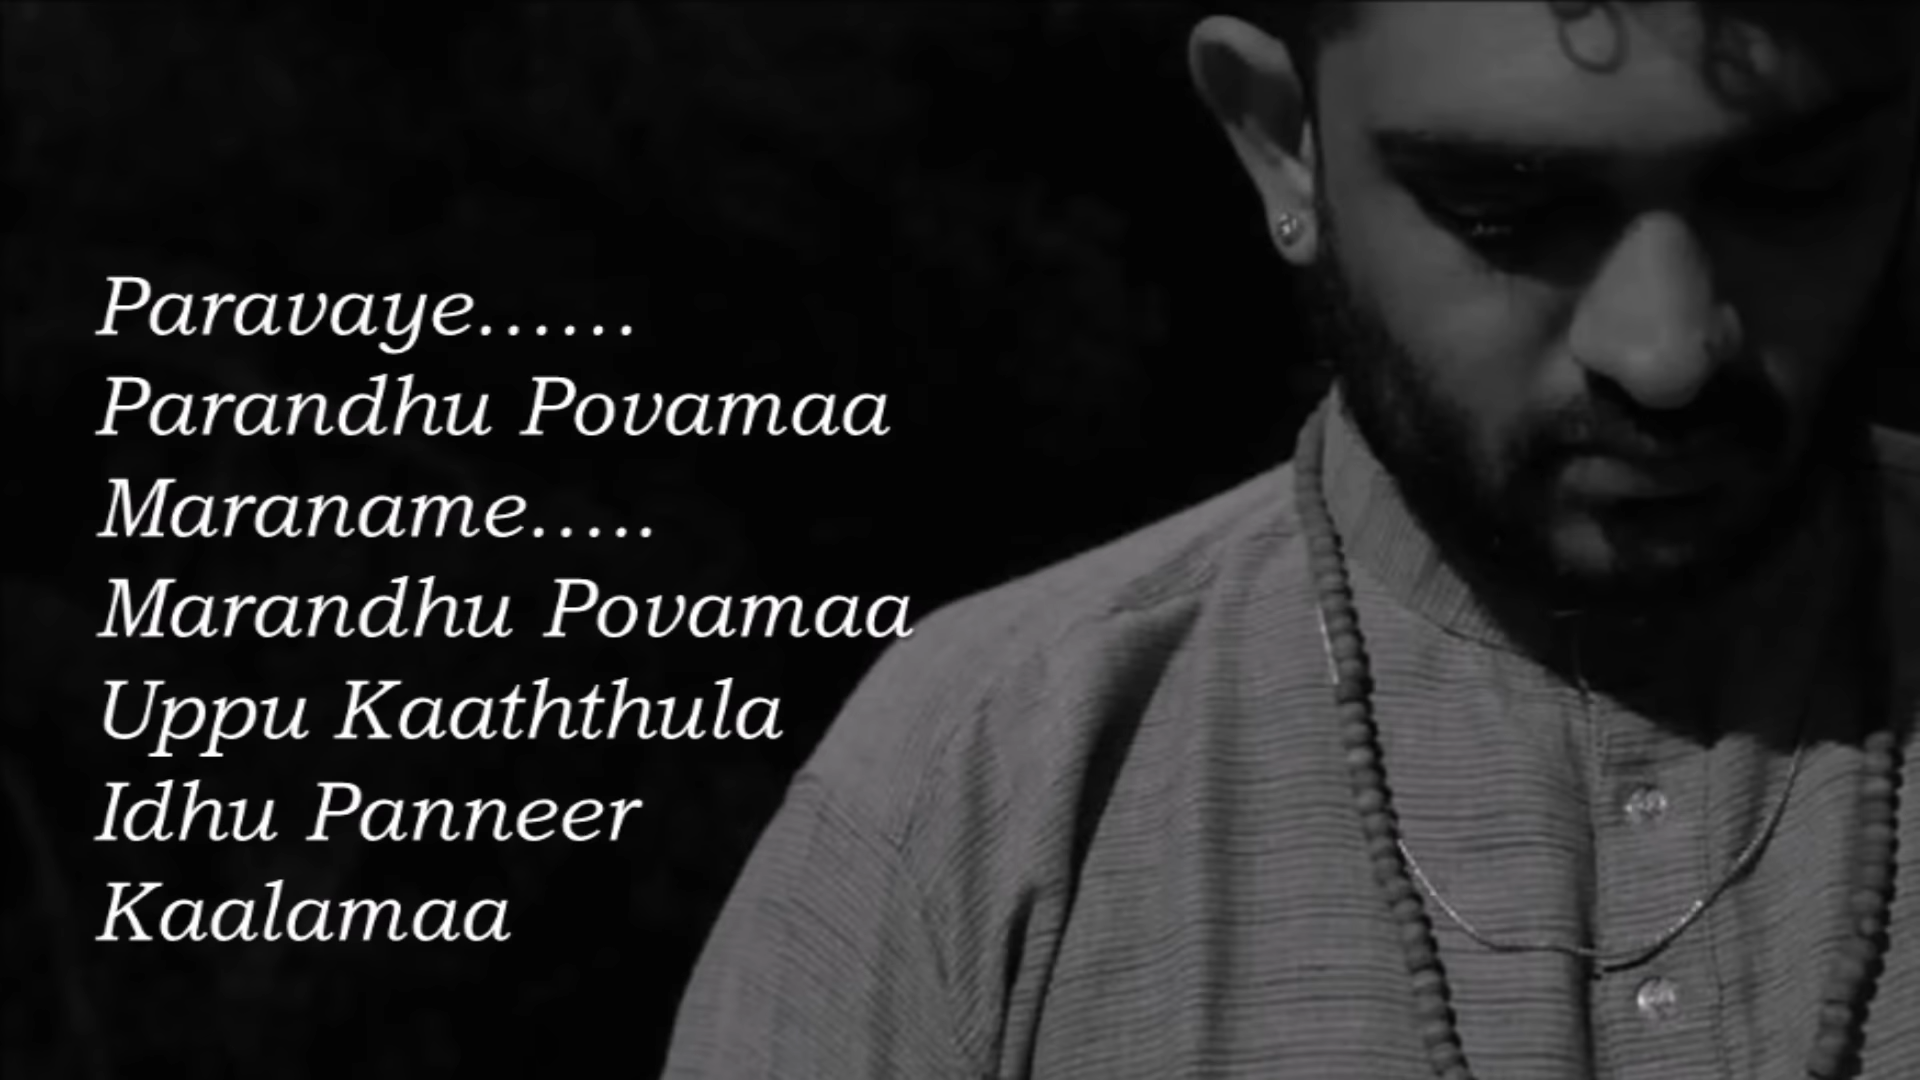 Paravaye......
Parandhu Povamaa
Maraname.....
Marandhu Povamaa
Uppu Kaaththula
Idhu Panneer
Kaalamaa